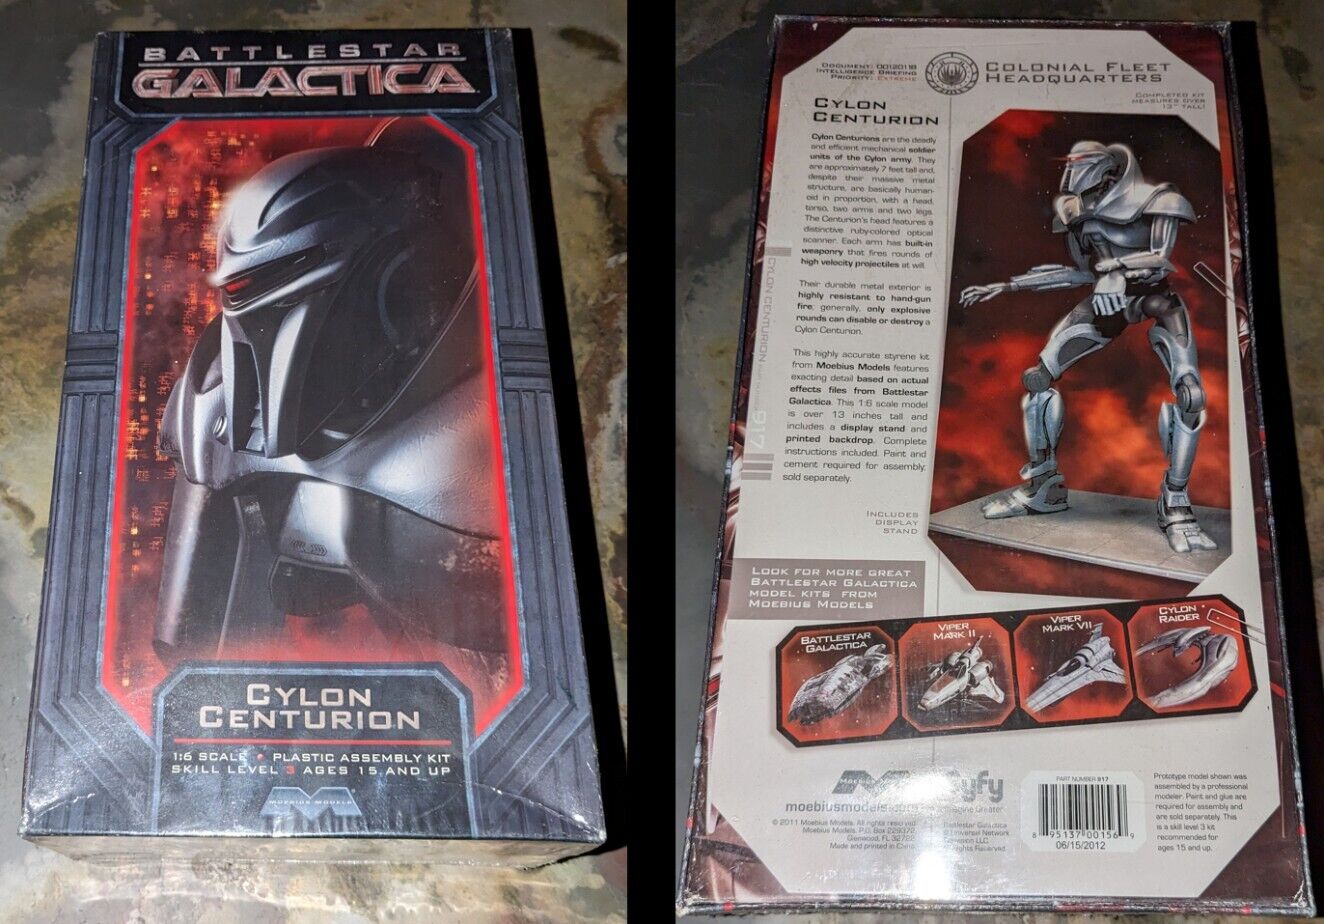 BATTLESTAR
GALACTICA
CYLON
CENTURION
1:6 SCALE • PLASTIC ASSEMBLY KIT
SKILL LEVEL 3 AGES 15 AND UP
MOEBIUS MODELS
DOCUMENT: 0012018
INTELLIGENCE BRIEFING
PRIORITY: EXTREME
COLONIAL FLEET
HEADQUARTERS
COMPLETED KIT
MEASURES OVER
13" TALL!
CYLON
CENTURION
Cylon Centurions are the deadly
and efficient mechanical soldier
units of the Cylon army. They
are approximately 7 feet tall and,
despite their massive metal
structure, are basically human-
oid in proportion, with a head,
torso, two arms and two legs.
The Centurion's head features a
distinctive ruby-colored optical
scanner. Each arm has built-in
weaponry that fires rounds of
high velocity projectiles at will.
Their durable metal exterior is
highly resistant to hand-gun
fire; generally, only explosive
rounds can disable or destroy a
Cylon Centurion.
This highly accurate styrene kit
from Moebius Models features
exacting detail based on actual
effects files from Battlestar
Galactica. This 1:6 scale model
is over 13 inches tall and
includes a display stand and
printed backdrop. Complete
instructions included. Paint and
cement required for assembly,
sold separately.
CYLON CENTURION
917
INCLUDES
DISPLAY
STAND
LOOK FOR MORE GREAT
BATTLESTAR GALACTICA
MODEL KITS FROM
MOEBIUS MODELS
BATTLESTAR
GALACTICA
VIPER
MARK II
VIPER
MARK VII
CYLON
RAIDER
moebiusmodels
yfy
Greater
© 2011 Moebius Models. All rights
Moebius Models, P.O. Box 229372
Glenwood, FL
Made and printed in
Battlestar Galactica
Universal Network
LLC
Rights Reserved
PART NUMBER 917
8 95137 00156 9
06/15/2012
Prototype model shown was
assembled by a professional
modeler. Paint and glue are
required for assembly and
are sold separately. This
is a skill level 3 kit
recommended for
ages 15 and up.